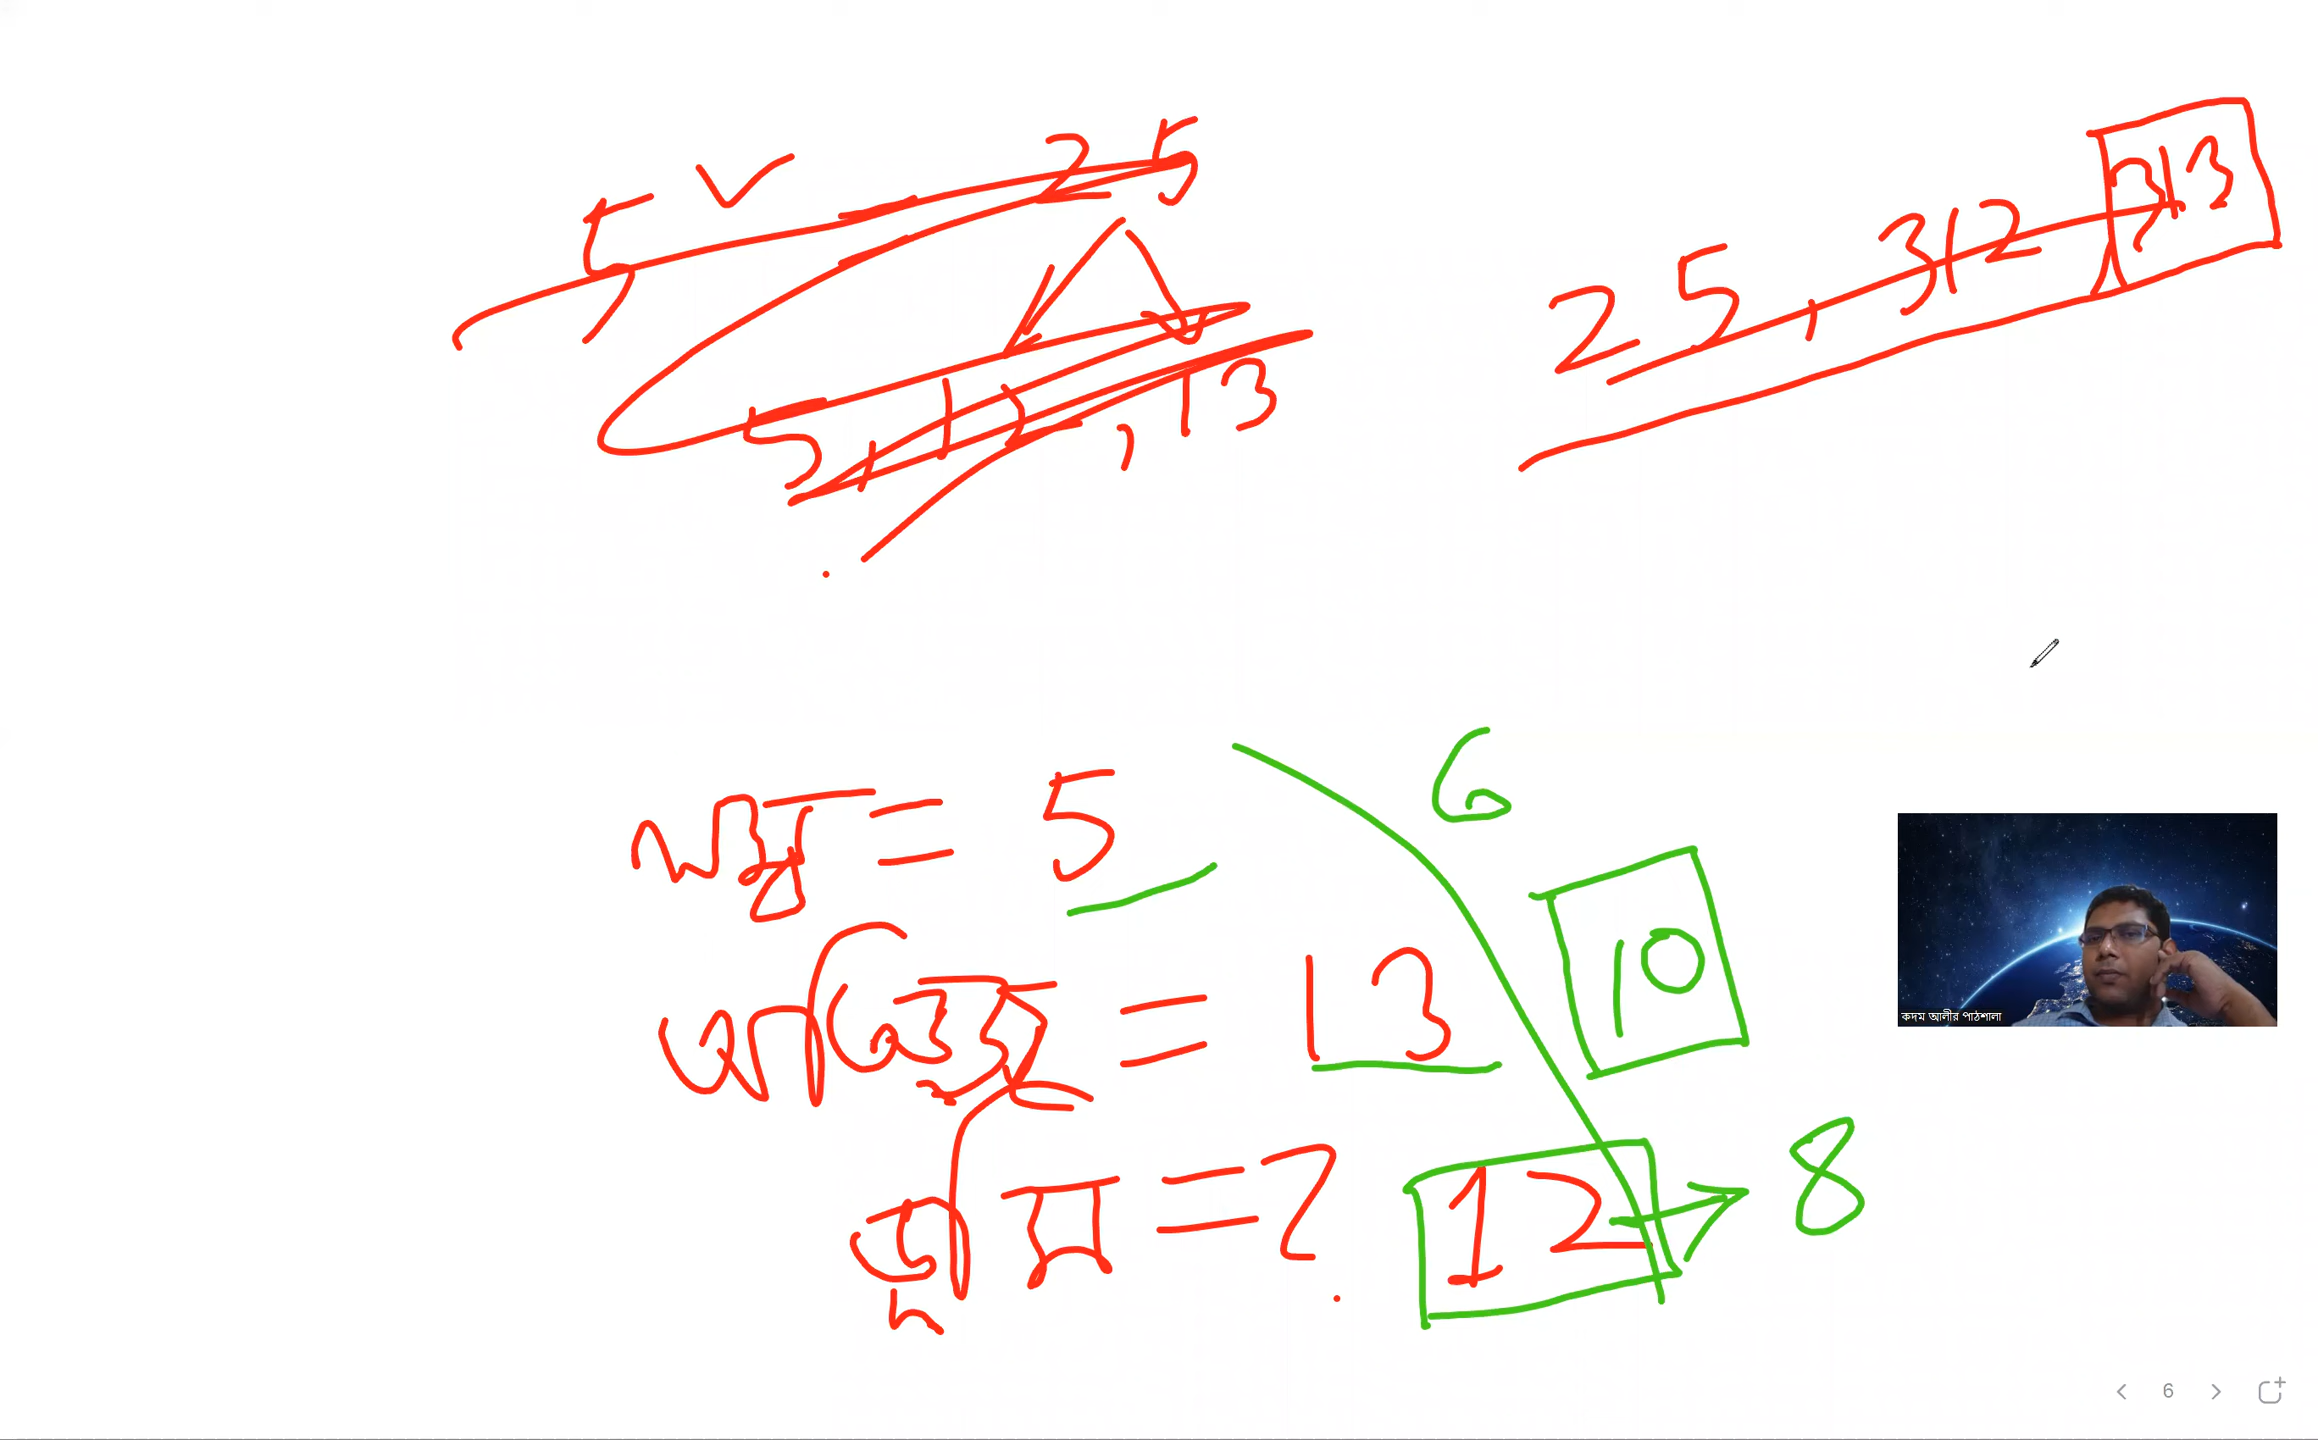 5, 25
5, 12, 13
25, 312, 313
লম্ব = 5 6
অতিভুজ = 13 10
ভূমি = ? 12 → 8
কদম আলীর পাঠশালা
6